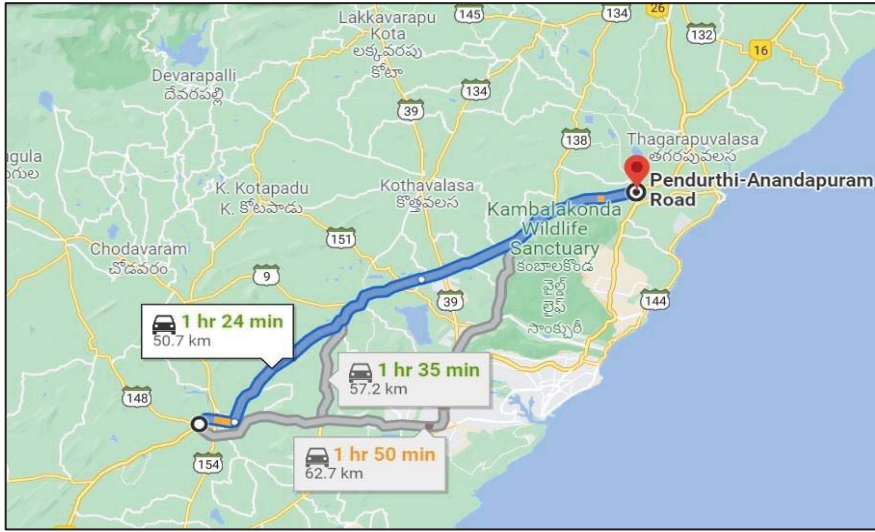 Lakkavarapu
Kota
లక్కవరపు
కోటా
145
134
26
132
16
Devarapalli
దేవరపల్లి
134
39
138
Thagarapuvalasa
తగరపువలస
Pendurthi-Anandapuram
Road
K. Kotapadu
K. కోటపాడు
Kothavalasa
కొత్తవలస
Kambalakonda
Wildlife
Sanctuary
కంబాలకొండ
వైల్డ్
లైఫ్
సాంక్చురీ
Chodavaram
చోడవరం
151
9
39
144
1 hr 24 min
50.7 km
1 hr 35 min
57.2 km
148
1 hr 50 min
62.7 km
154